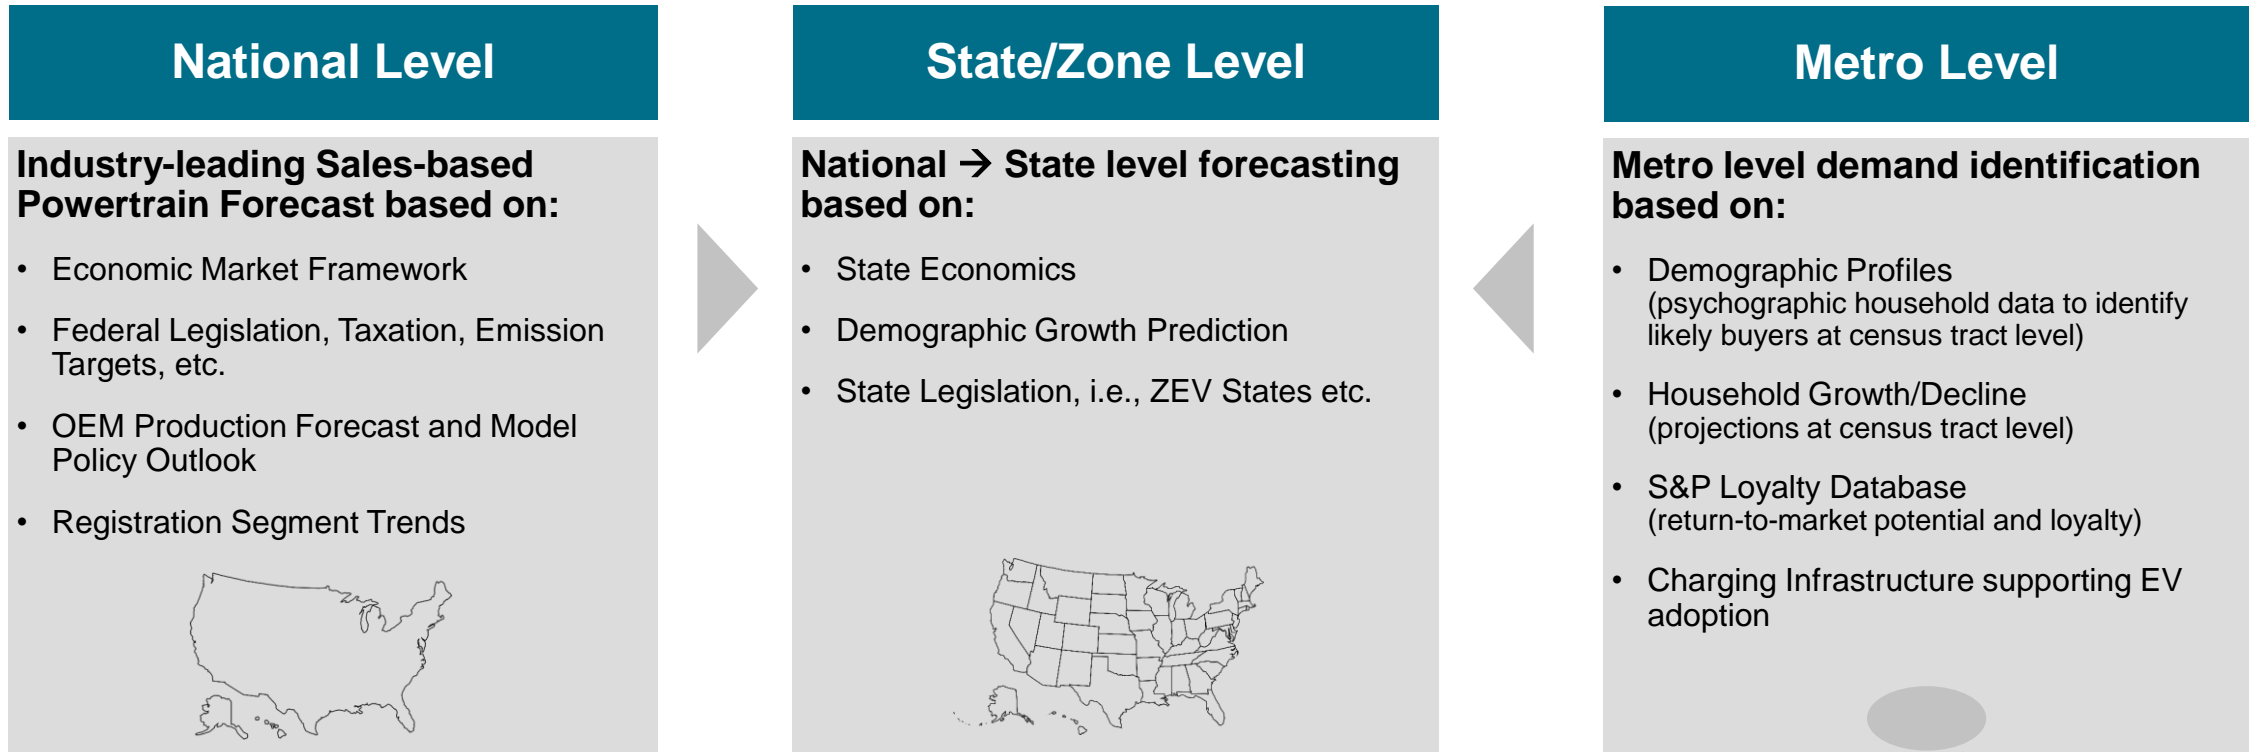 National Level
Industry-leading Sales-based
Powertrain Forecast based on:
• Economic Market Framework
• Federal Legislation, Taxation, Emission
Targets, etc.
• OEM Production Forecast and Model
Policy Outlook
• Registration Segment Trends
State/Zone Level
National → State level forecasting
based on:
• State Economics
• Demographic Growth Prediction
• State Legislation, i.e., ZEV States etc.
Metro Level
Metro level demand identification
based on:
• Demographic Profiles
(psychographic household data to identify
likely buyers at census tract level)
• Household Growth/Decline
(projections at census tract level)
• S&P Loyalty Database
(return-to-market potential and loyalty)
• Charging Infrastructure supporting EV
adoption